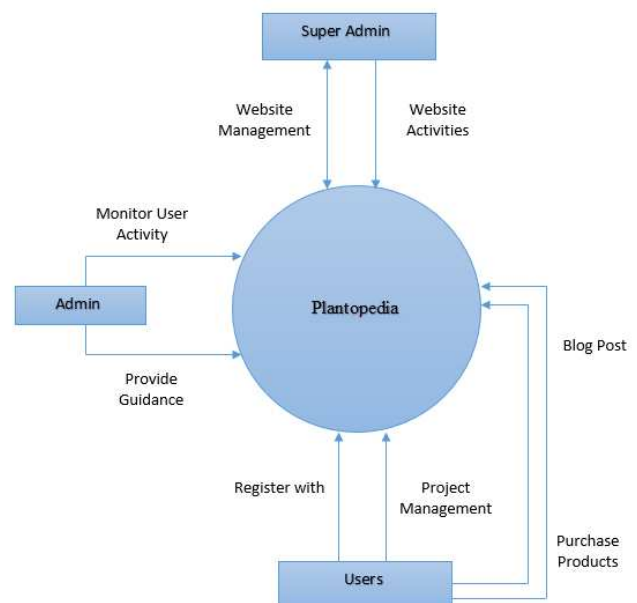 Super Admin
Website
Management
Website
Activities
Monitor User
Activity
Admin
Plantopedia
Blog Post
Provide
Guidance
Register with
Project
Management
Purchase
Products
Users